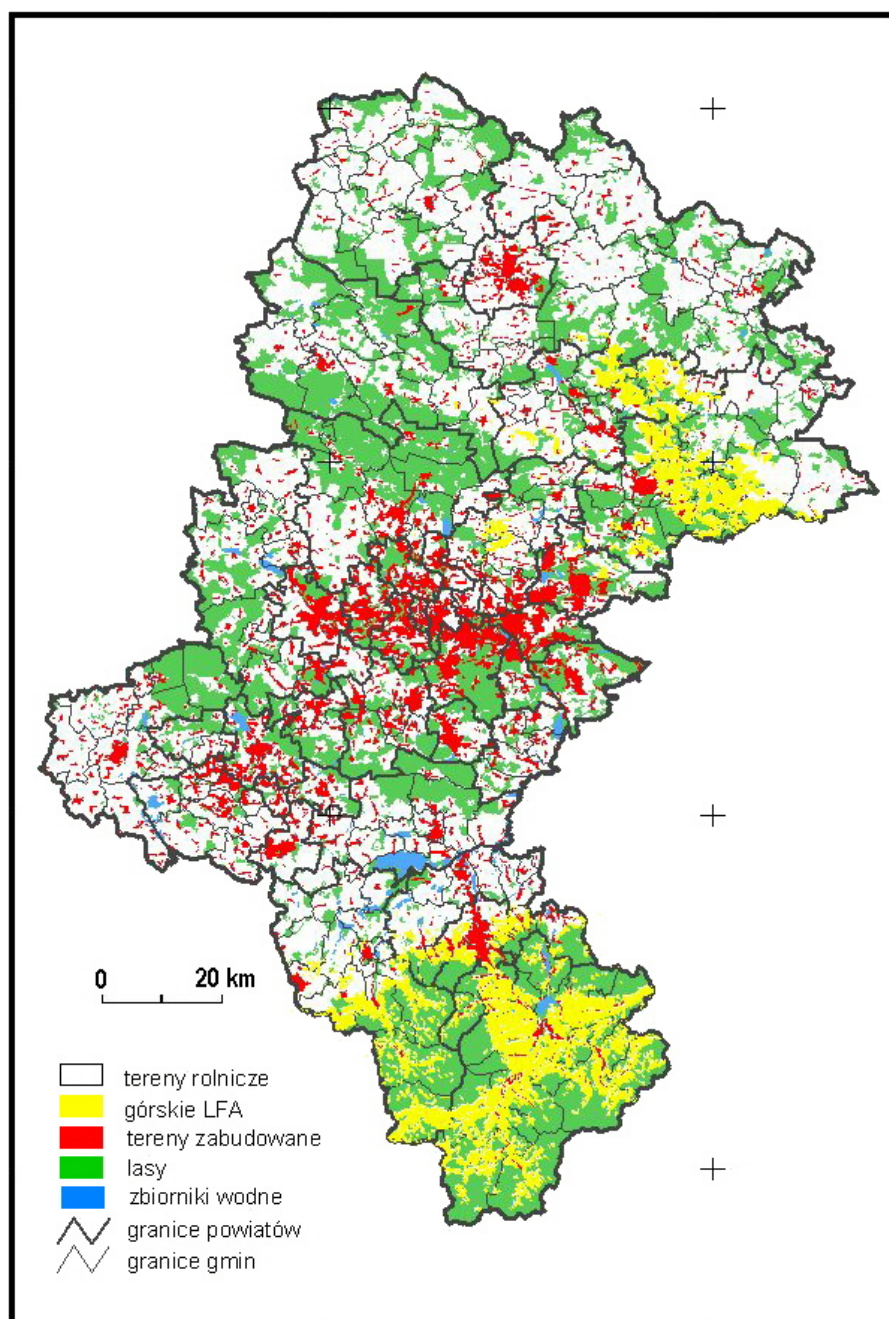 0 20 km
tereny rolnicze
górskie LFA
tereny zabudowane
lasy
zbiorniki wodne
granice powiatów
granice gmin